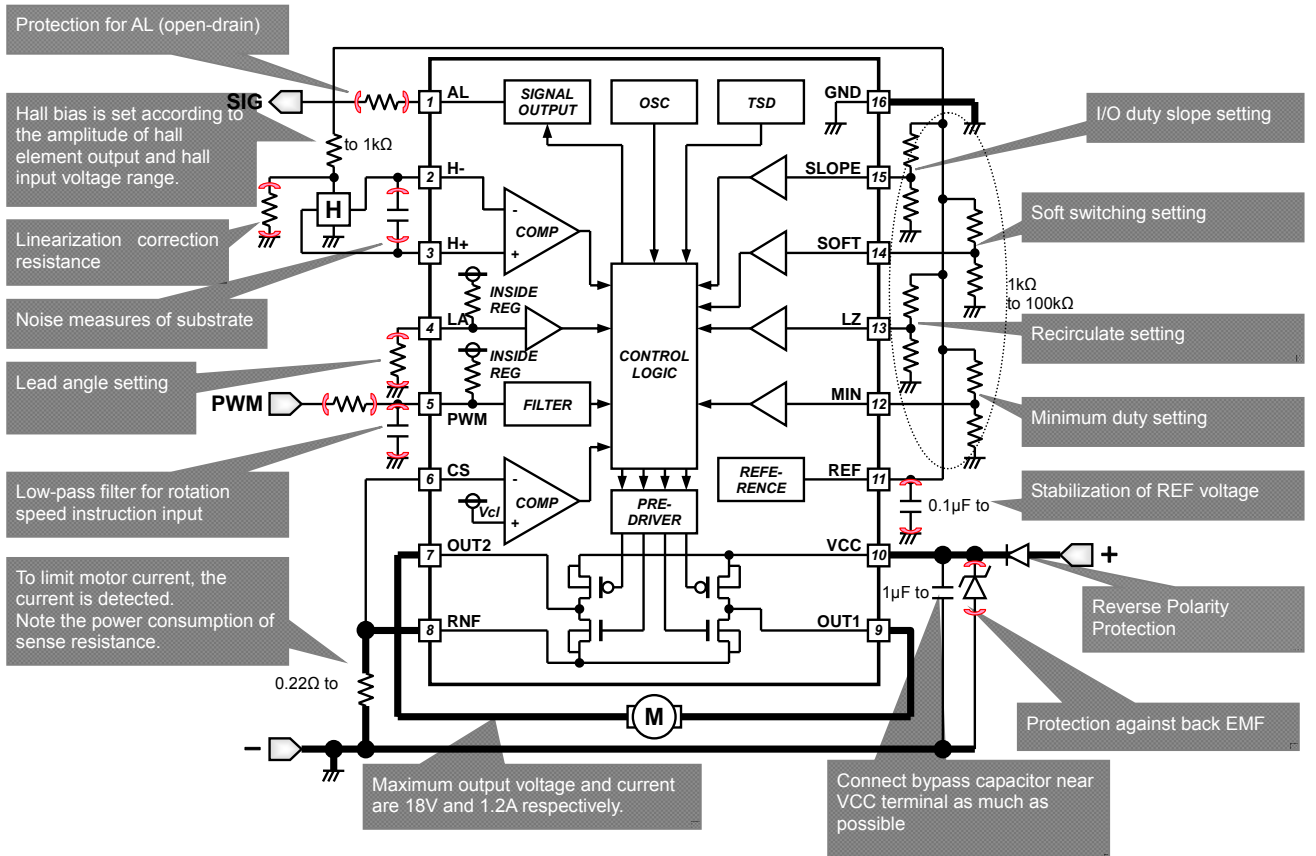 Protection for AL (open-drain)
SIG
Hall bias is set according to
the amplitude of hall
element output and hall
input voltage range.
to 1kΩ
H
Linearization correction
resistance
Noise measures of substrate
Lead angle setting
PWM
Low-pass filter for rotation
speed instruction input
To limit motor current, the
current is detected.
Note the power consumption of
sense resistance.
0.22Ω to
–
1 AL
2 H-
3 H+
4 LA
5 PWM
6 CS
7 OUT2
8 RNF
SIGNAL
OUTPUT
OSC
TSD
-
COMP
+
INSIDE
REG
INSIDE
REG
FILTER
CONTROL
LOGIC
-
COMP
+
Vcl
PRE-
DRIVER
REFE-
RENCE
GND 16
SLOPE 15
SOFT 14
LZ 13
MIN 12
REF 11
VCC 10
OUT1 9
M
I/O duty slope setting
Soft switching setting
1kΩ
to 100kΩ
Recirculate setting
Minimum duty setting
0.1µF to
Stabilization of REF voltage
+
1µF to
Reverse Polarity
Protection
Protection against back EMF
Maximum output voltage and current
are 18V and 1.2A respectively.
Connect bypass capacitor near
VCC terminal as much as
possible